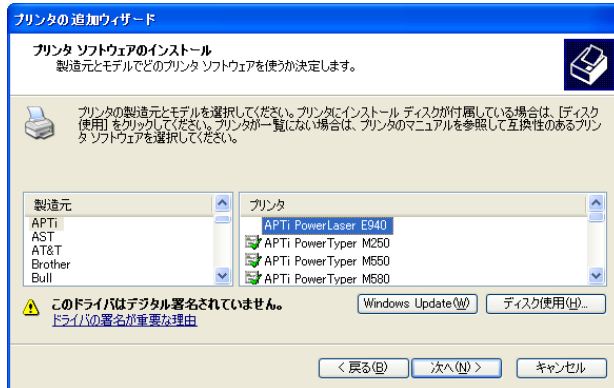 プリンタの追加ウィザード
プリンタ ソフトウェアのインストール
製造元とモデルでどのプリンタ ソフトウェアを使うか決定します。
プリンタの製造元とモデルを選択してください。プリンタにインストール ディスクが付属している場合は、[ディスク
使用] をクリックしてください。プリンタが一覧にない場合は、プリンタのマニュアルを参照して互換性のあるプリン
タ ソフトウェアを選択してください。
製造元
APTi
AST
AT&T
Brother
Bull
プリンタ
APTi PowerLaser E940
APTi PowerTyper M250
APTi PowerTyper M550
APTi PowerTyper M580
このドライバはデジタル署名されていません。
ドライバの署名が重要な理由
Windows Update(W)
ディスク使用(H)...
< 戻る(B)
次へ(N) >
キャンセル